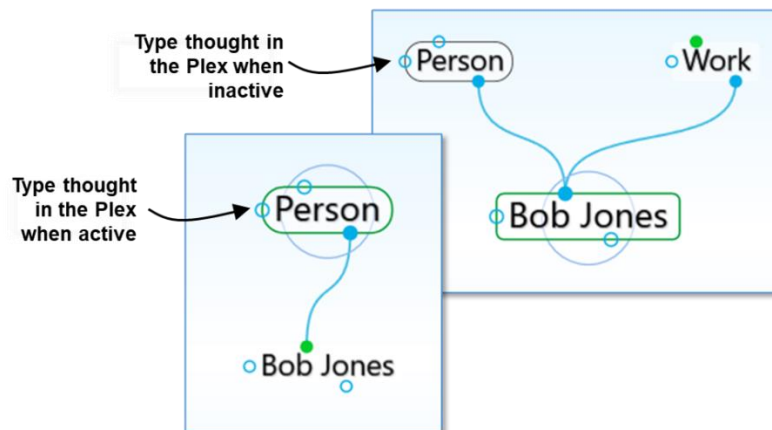 Type thought in
the Plex when
inactive
Person
Work
Bob Jones
Type thought
in the Plex
when active
Person
Bob Jones